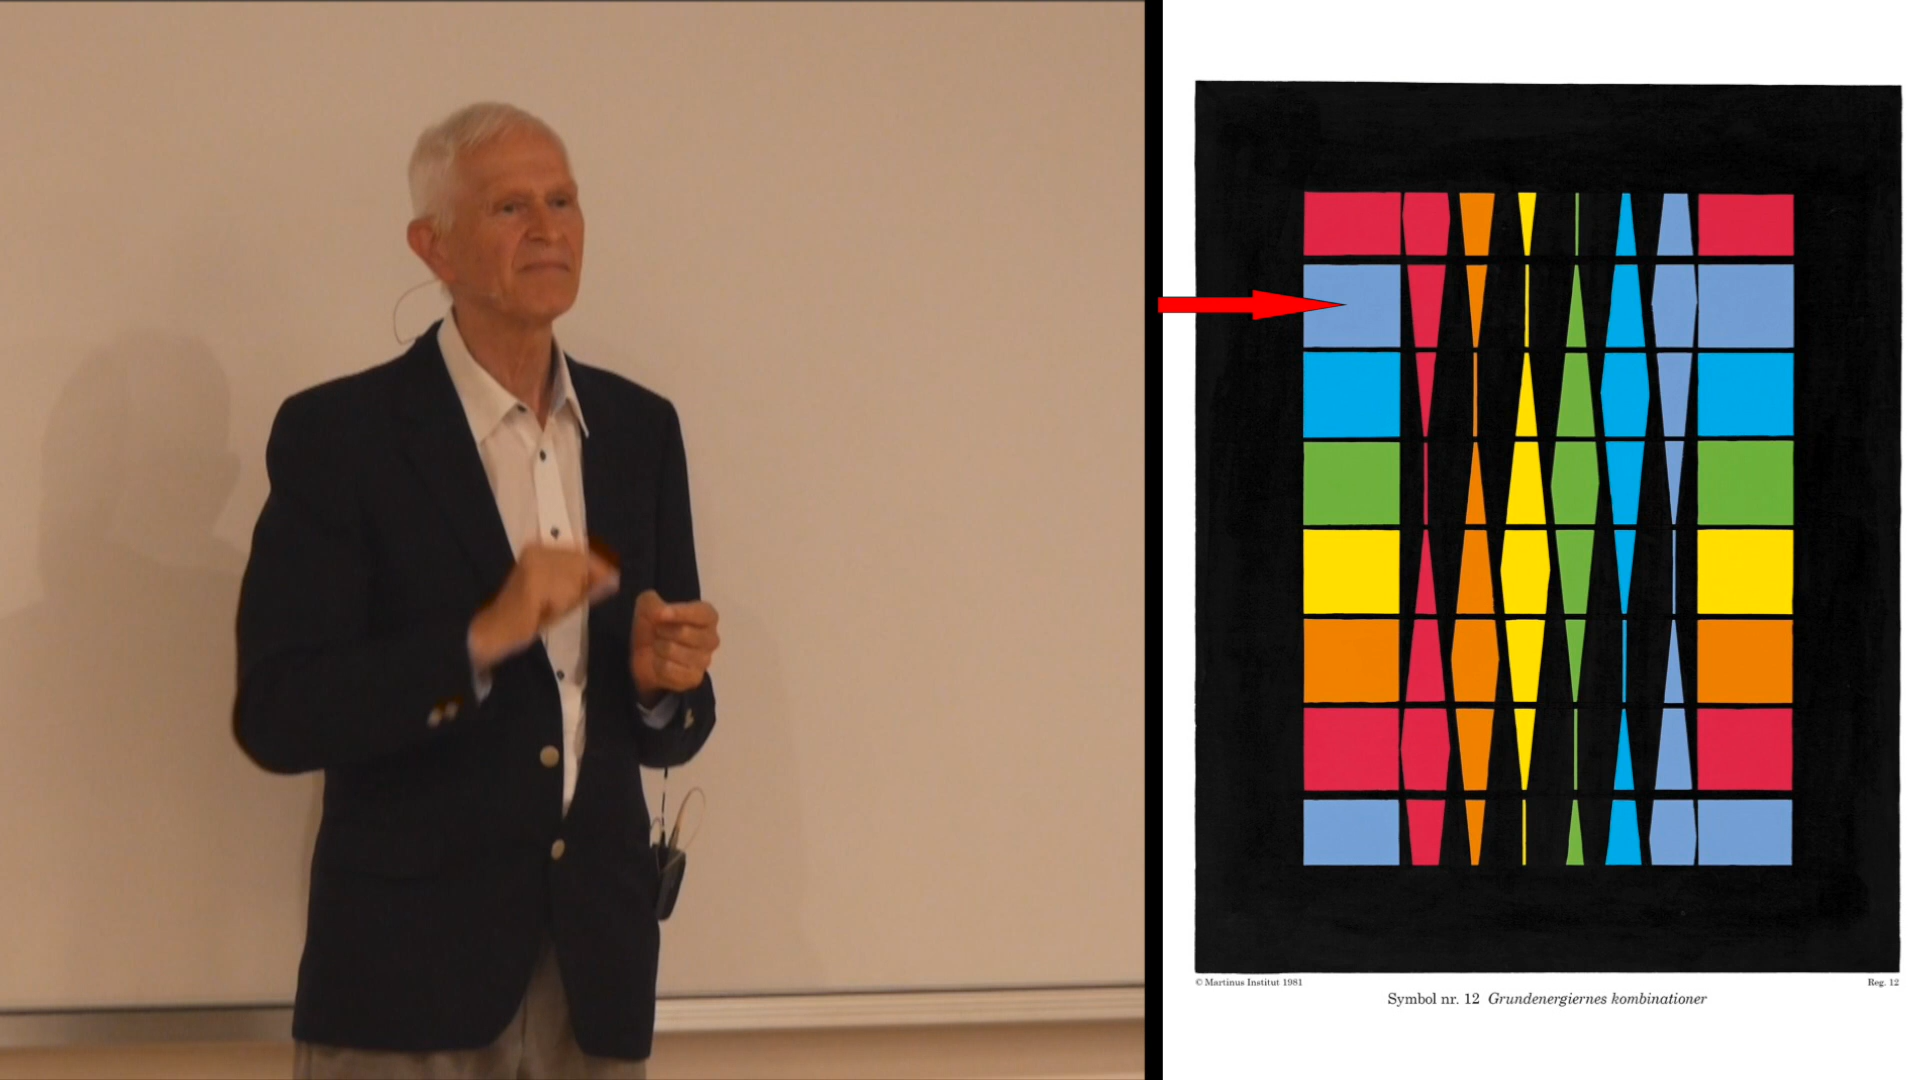 © Martinus Institut 1981
Reg. 12
Symbol nr. 12 Grundenergiernes kombinationer